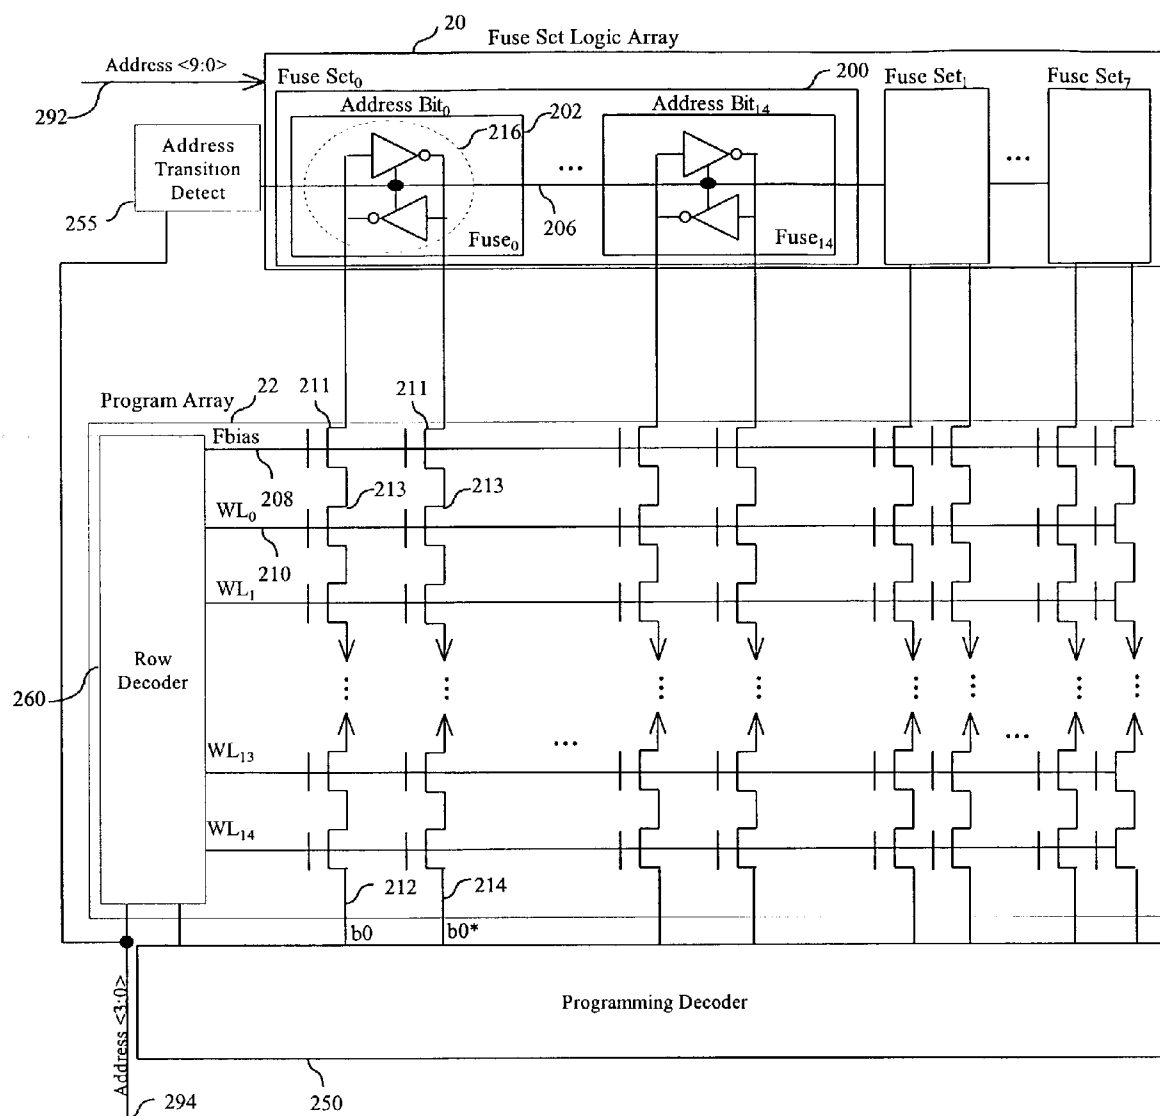 20
Fuse Set Logic Array
Address <9:0>
292
Fuse Set0
200
Fuse Set1
Fuse Set7
Address Bit0
202
Address Bit14
216
Address
Transition
Detect
...
...
255
206
Fuse0
Fuse14
Program Array
22
211
211
Fbias
208
213
213
WL0
210
WL1
Row
Decoder
260
WL13
...
...
WL14
212
214
b0
b0*
Programming Decoder
Address <3:0>
250
294